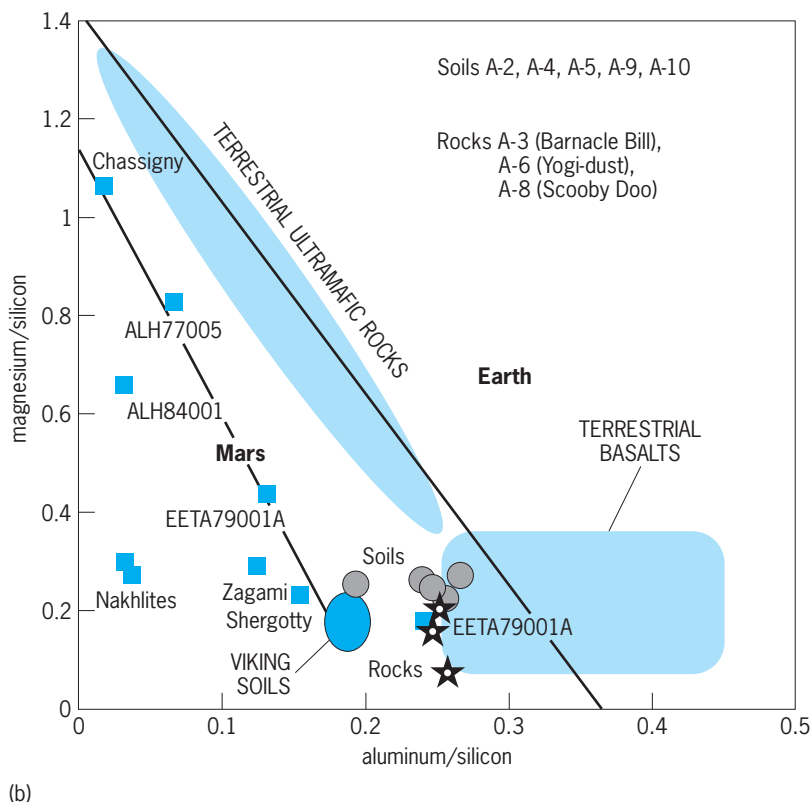 1.4
1.2
1
0.8
0.6
0.4
0.2
0
magnesium/silicon
0
0.1
0.2
0.3
0.4
0.5
aluminum/silicon
Soils A-2, A-4, A-5, A-9, A-10
Rocks A-3 (Barnacle Bill),
A-6 (Yogi-dust),
A-8 (Scooby Doo)
TERRESTRIAL ULTRAMAFIC ROCKS
Chassigny
ALH77005
ALH84001
Earth
Mars
TERRESTRIAL
BASALTS
EETA79001A
Soils
Nakhlites
Zagami
Shergotty
EETA79001A
VIKING
SOILS
Rocks
(b)